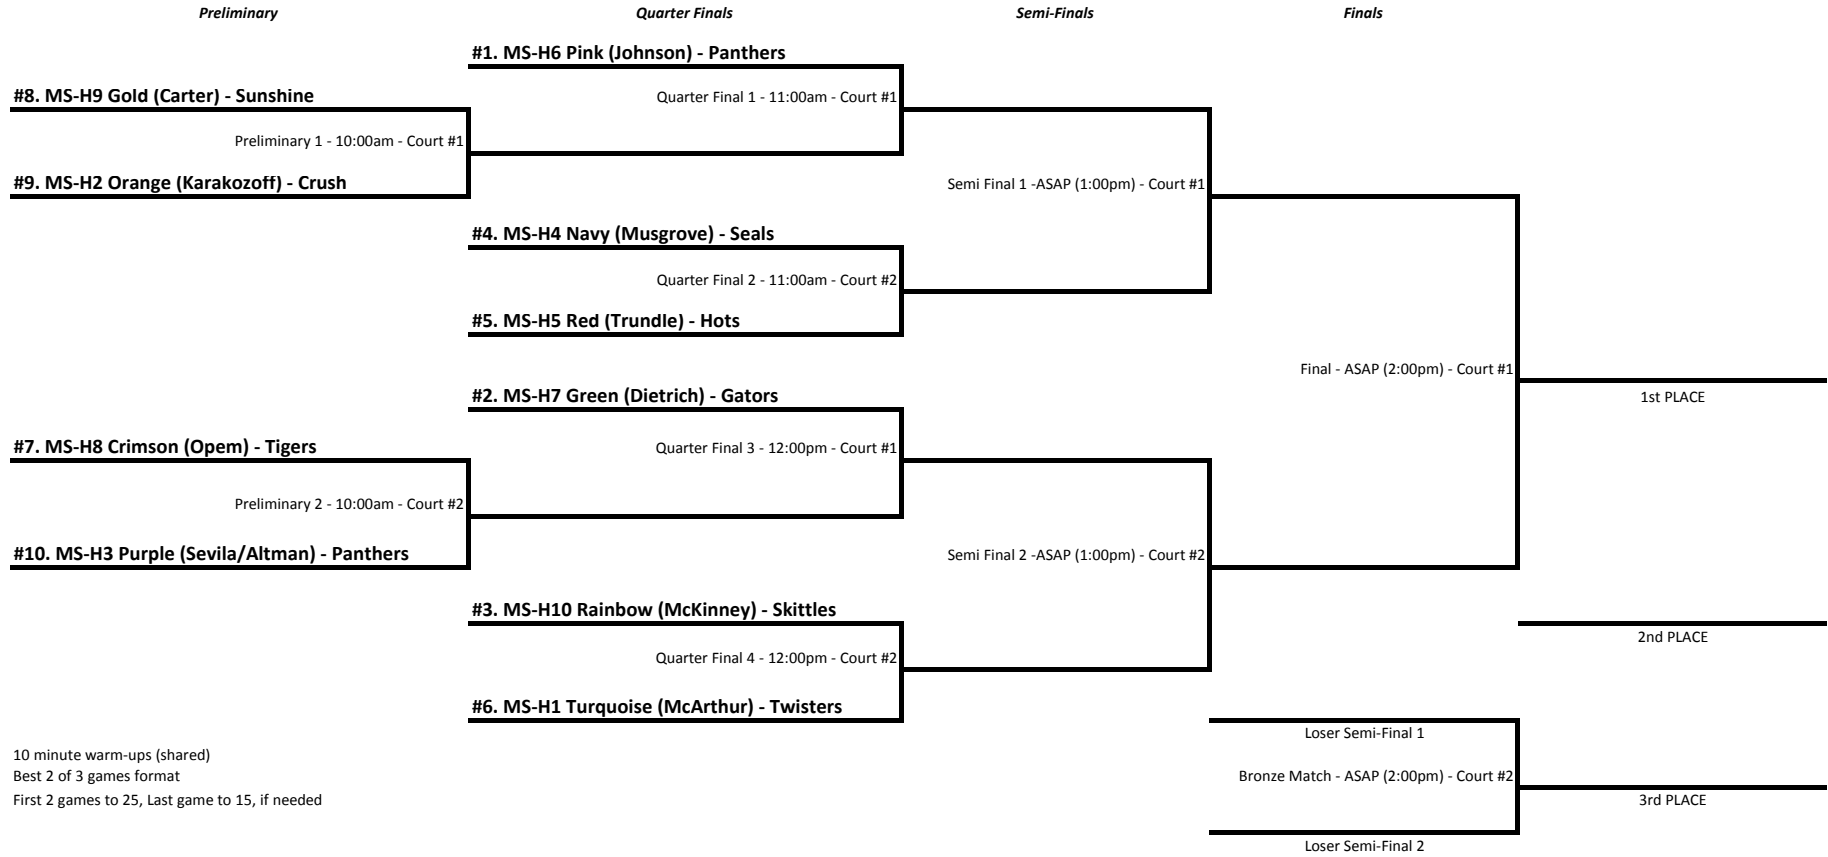 Preliminary
Quarter Finals
Semi-Finals
Finals
#1. MS-H6 Pink (Johnson) - Panthers
#8. MS-H9 Gold (Carter) - Sunshine
Quarter Final 1 - 11:00am - Court #1
Preliminary 1 - 10:00am - Court #1
#9. MS-H2 Orange (Karakozoff) - Crush
Semi Final 1 -ASAP (1:00pm) - Court #1
#4. MS-H4 Navy (Musgrove) - Seals
Quarter Final 2 - 11:00am - Court #2
#5. MS-H5 Red (Trundle) - Hots
Final - ASAP (2:00pm) - Court #1
1st PLACE
#2. MS-H7 Green (Dietrich) - Gators
#7. MS-H8 Crimson (Opem) - Tigers
Quarter Final 3 - 12:00pm - Court #1
Preliminary 2 - 10:00am - Court #2
#10. MS-H3 Purple (Sevila/Altman) - Panthers
Semi Final 2 -ASAP (1:00pm) - Court #2
#3. MS-H10 Rainbow (McKinney) - Skittles
2nd PLACE
Quarter Final 4 - 12:00pm - Court #2
#6. MS-H1 Turquoise (McArthur) - Twisters
Loser Semi-Final 1
10 minute warm-ups (shared)
Best 2 of 3 games format
Bronze Match - ASAP (2:00pm) - Court #2
First 2 games to 25, Last game to 15, if needed
3rd PLACE
Loser Semi-Final 2